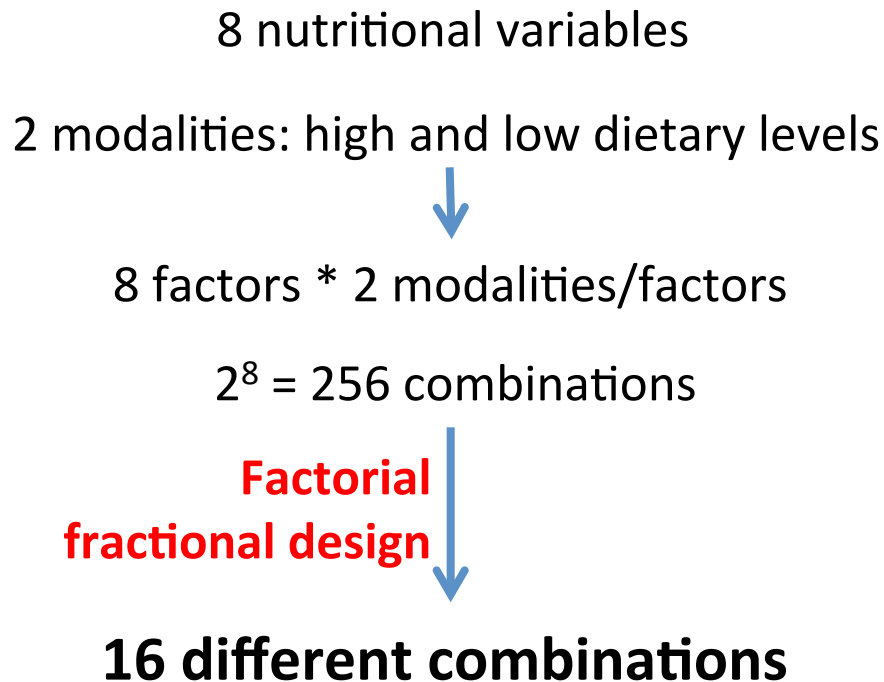 8 nutritional variables
2 modalities: high and low dietary levels
8 factors * 2 modalities/factors
2⁸ = 256 combinations
Factorial
fractional design
16 different combinations